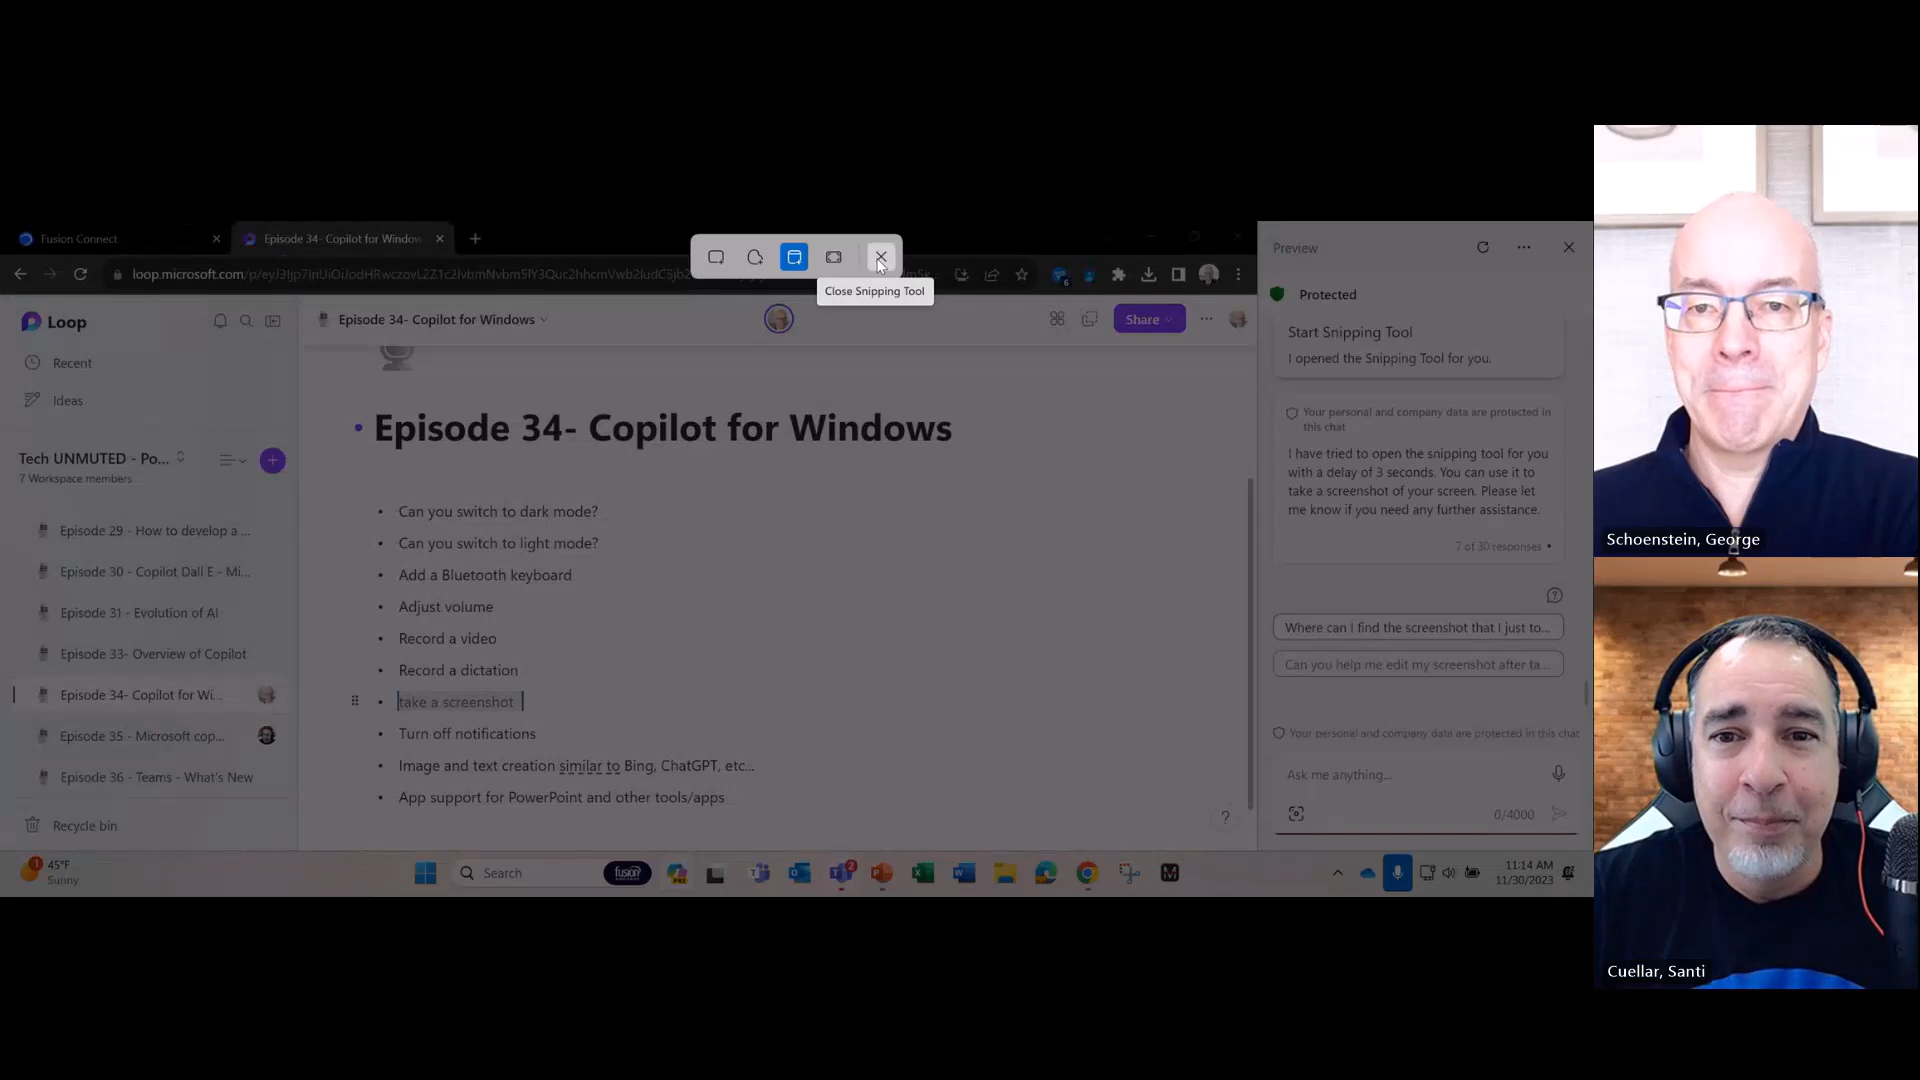 Fusion Connect
Episode 34- Copilot for Window
Close Snipping Tool
Loop
Episode 34- Copilot for Windows
Share
Recent
Ideas
Tech UNMUTED - Po...
7 Workspace members
Episode 29 - How to develop a ...
Episode 30 - Copilot Dall E - Mi...
Episode 31 - Evolution of AI
Episode 33- Overview of Copilot
Episode 34- Copilot for Wi...
Episode 35 - Microsoft cop...
Episode 36 - Teams - What's New
Recycle bin
Episode 34- Copilot for Windows
• Can you switch to dark mode?
• Can you switch to light mode?
• Add a Bluetooth keyboard
• Adjust volume
• Record a video
• Record a dictation
• take a screenshot
• Turn off notifications
• Image and text creation similar to Bing, ChatGPT, etc...
• App support for PowerPoint and other tools/apps
?
Preview
Protected
Start Snipping Tool
I opened the Snipping Tool for you.
Your personal and company data are protected in
this chat
I have tried to open the snipping tool for you
with a delay of 3 seconds. You can use it to
take a screenshot of your screen. Please let
me know if you need any further assistance.
7 of 30 responses
Where can I find the screenshot that I just to...
Can you help me edit my screenshot after ta...
Your personal and company data are protected in this chat
Ask me anything...
0/4000
1
45°F
Sunny
Search
fusion
PRE
2
11:14 AM
11/30/2023
Schoenstein, George
Cuellar, Santi